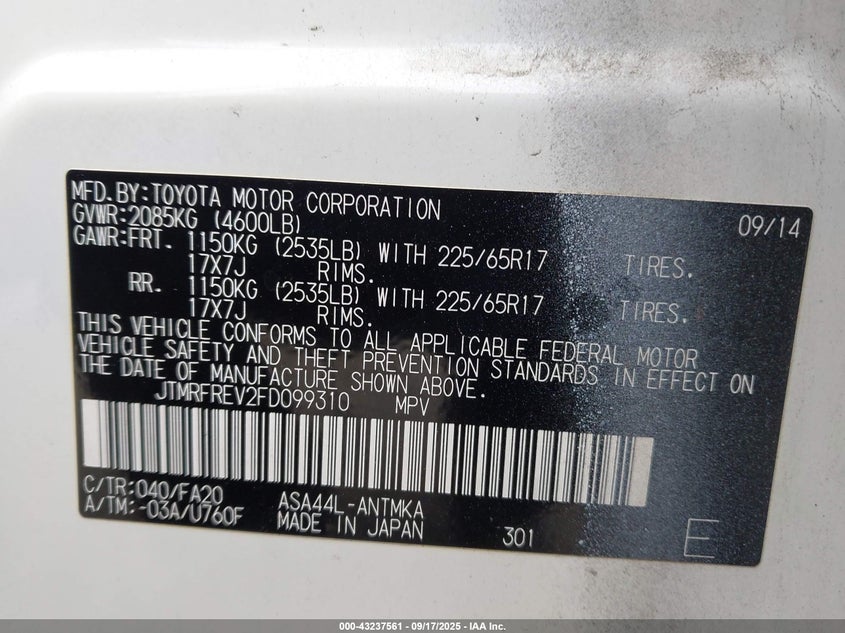 MFD.BY:TOYOTA MOTOR CORPORATION 09/14
GVWR:2085KG (4600LB)
GAWR:FRT. 1150KG (2535LB) WITH 225/65R17 TIRES.
17X7J RIMS.
RR. 1150KG (2535LB) WITH 225/65R17 TIRES.
17X7J RIMS.
THIS VEHICLE CONFORMS TO ALL APPLICABLE FEDERAL MOTOR
VEHICLE SAFETY AND THEFT PREVENTION STANDARDS IN EFFECT ON
THE DATE OF MANUFACTURE SHOWN ABOVE.
JTMRFREV2FD099310 MPV
C/TR:040/FA20 ASA44L-ANTMKA
A/TM:-03A/U760F MADE IN JAPAN 301 E
000-43237561 - 09/17/2025 - IAA Inc.